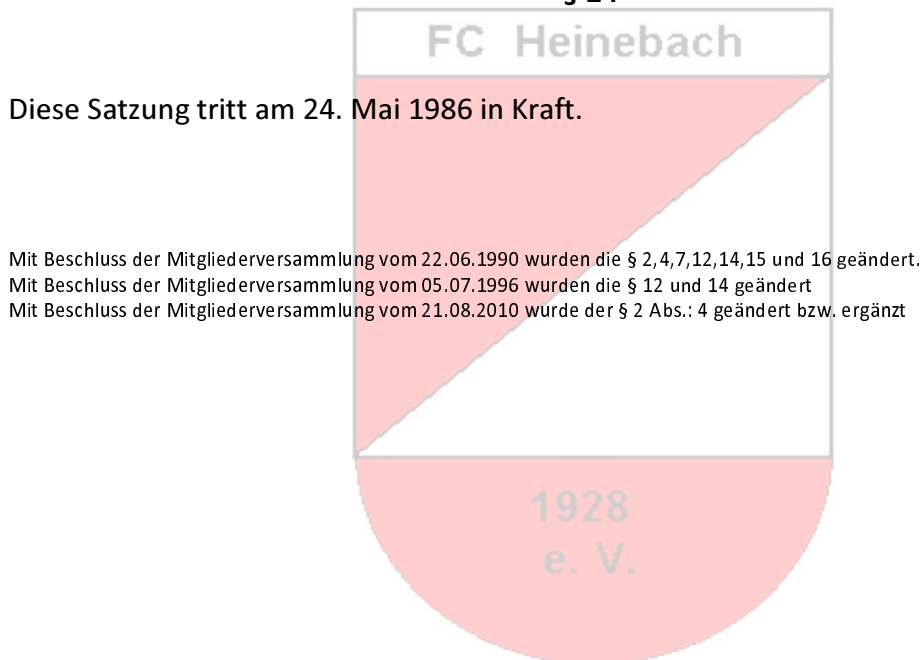 FC Heinebach
Diese Satzung tritt am 24. Mai 1986 in Kraft.
Mit Beschluss der Mitgliederversammlung vom 22.06.1990 wurden die § 2,4,7,12,14,15 und 16 geändert.
Mit Beschluss der Mitgliederversammlung vom 05.07.1996 wurden die § 12 und 14 geändert
Mit Beschluss der Mitgliederversammlung vom 21.08.2010 wurde der § 2 Abs.: 4 geändert bzw. ergänzt
1928
e. V.